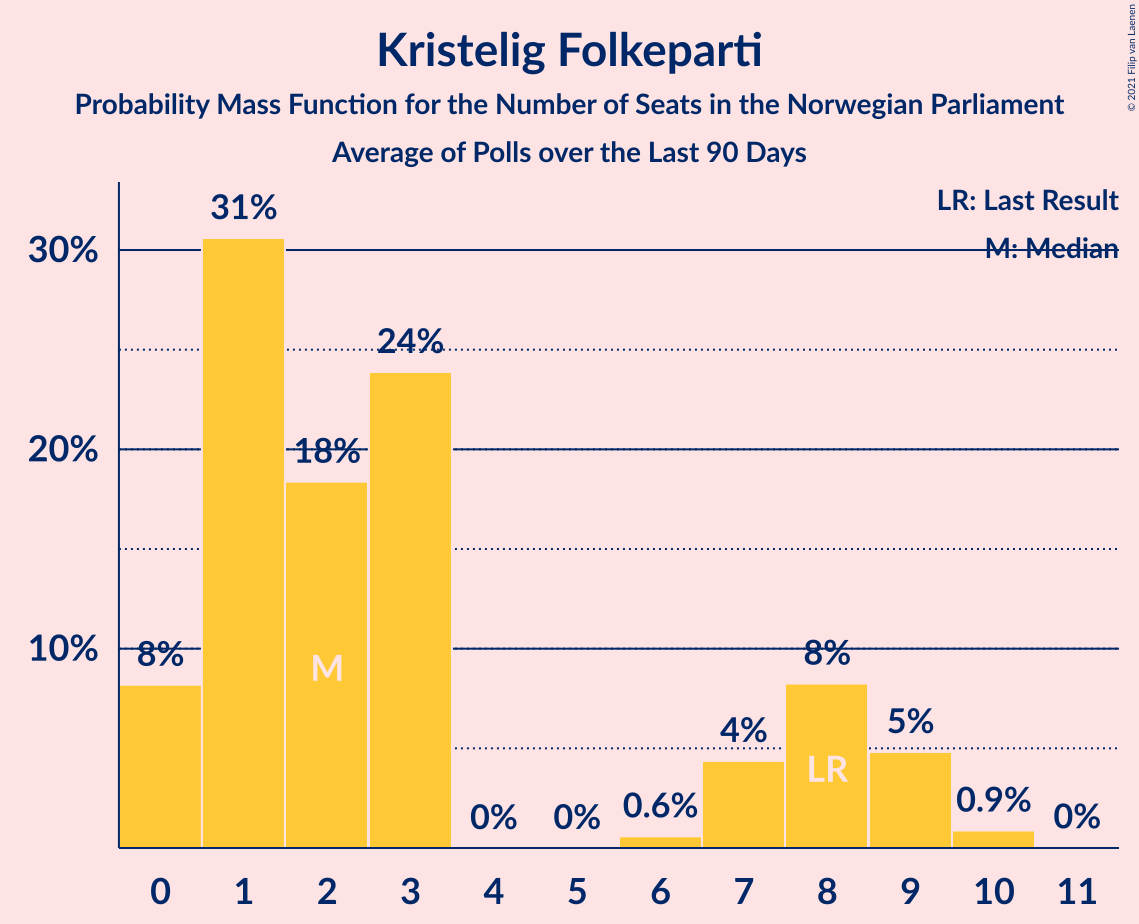 Kristelig Folkeparti
Probability Mass Function for the Number of Seats in the Norwegian Parliament
Average of Polls over the Last 90 Days
© 2021 Filip van Laenen
LR: Last Result
M: Median
30%
20%
10%
8%
31%
18%
24%
0%
0%
0.6%
4%
8%
5%
0.9%
0%
M
LR
0 1 2 3 4 5 6 7 8 9 10 11